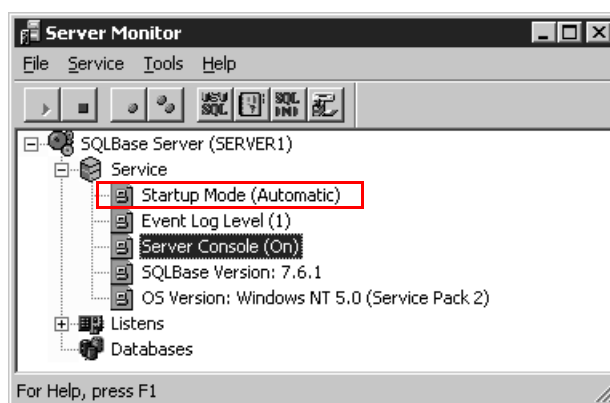 Server Monitor
File Service Tools Help
SQLBase Server (SERVER1)
Service
Startup Mode (Automatic)
Event Log Level (1)
Server Console (On)
SQLBase Version: 7.6.1
OS Version: Windows NT 5.0 (Service Pack 2)
Listens
Databases
For Help, press F1